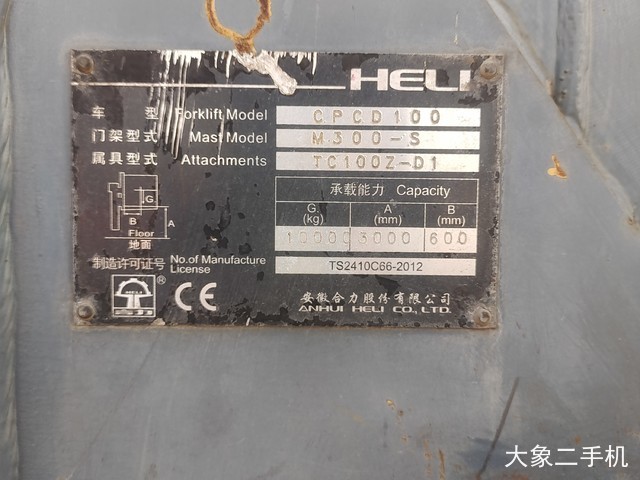 HELI
车 型 Forklift Model CPCD100
门架型式 Mast Model M300-S
属具型式 Attachments TC100Z-D1
承载能力 Capacity
G (kg) A (mm) B (mm)
10000 3000 600
G
B A
Floor
地面
制造许可证号 No.of Manufacture License TS2410C66-2012
® CE
安徽合力股份有限公司
ANHUI HELI CO., LTD.
大象二手机